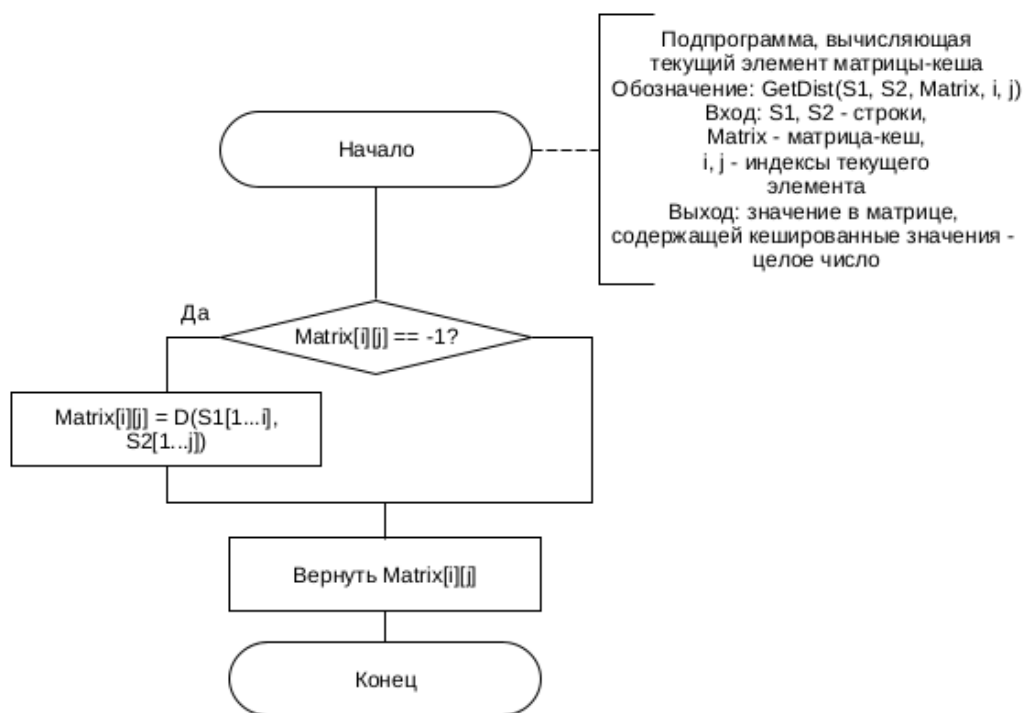 Подпрограмма, вычисляющая
текущий элемент матрицы-кеша
Обозначение: GetDist(S1, S2, Matrix, i, j)
Вход: S1, S2 - строки,
Matrix - матрица-кеш,
i, j - индексы текущего
элемента
Выход: значение в матрице,
содержащей кешированные значения -
целое число
Начало
Да
Matrix[i][j] == -1?
Matrix[i][j] = D(S1[1...i],
S2[1...j])
Вернуть Matrix[i][j]
Конец